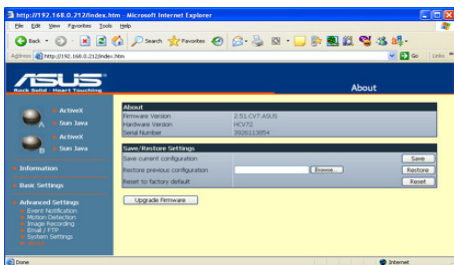 http://192.168.0.212/index.htm - Microsoft Internet Explorer
File Edit View Favorites Tools Help
Back Search Favorites
Address http://192.168.0.212/index.htm Go Links
ASUS
Rock Solid · Heart Touching
About
ActiveX
A Sun Java
ActiveX
B Sun Java
Information
Basic Settings
Advanced Settings
Event Notification
Motion Detection
Image Recording
Email / FTP
System Settings
About
About
Firmware Version 2.51.CV7.ASUS
Hardware Version HCV72
Serial Number 3926113854
Save/Restore Settings
Save current configuration Save
Restore previous configuration Browse... Restore
Reset to factory default Reset
Upgrade Firmware
Done Internet